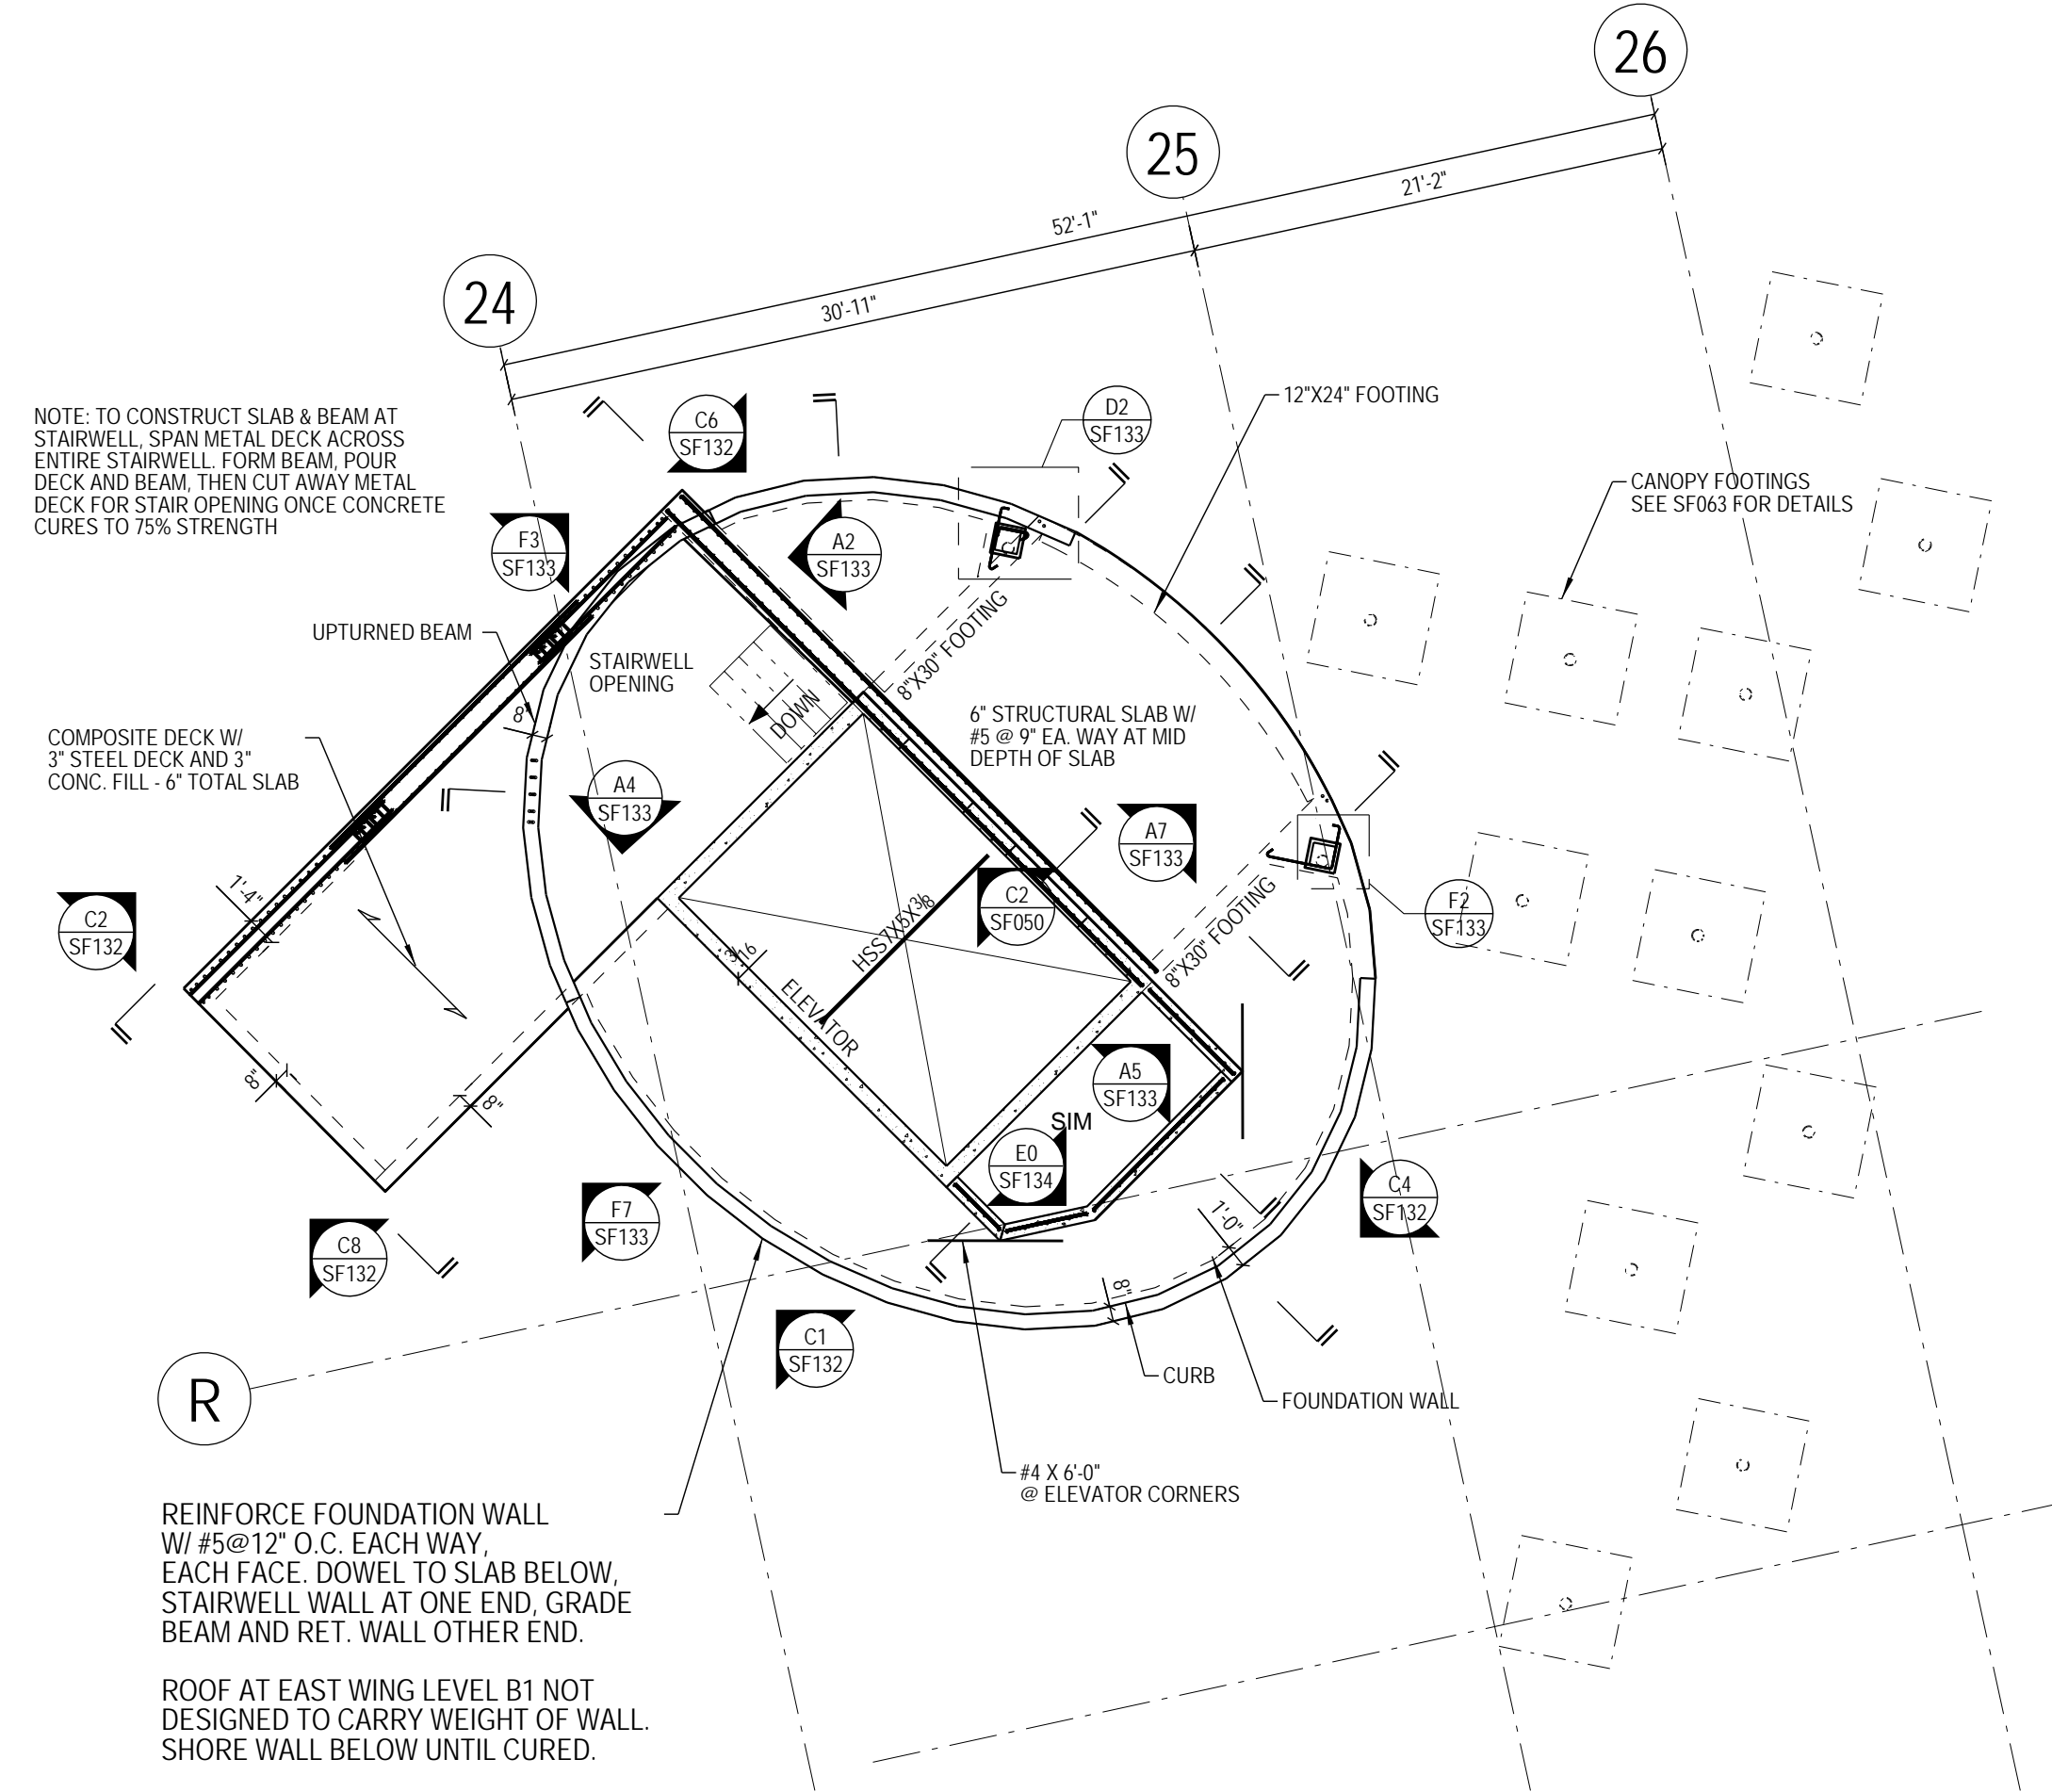 26
25
21'-2"
52'-1"
24
30'-11"
12"X24" FOOTING
D2
SF133
NOTE: TO CONSTRUCT SLAB & BEAM AT
STAIRWELL, SPAN METAL DECK ACROSS
ENTIRE STAIRWELL. FORM BEAM, POUR
DECK AND BEAM, THEN CUT AWAY METAL
DECK FOR STAIR OPENING ONCE CONCRETE
CURES TO 75% STRENGTH
C6
SF132
CANOPY FOOTINGS
SEE SF063 FOR DETAILS
F3
SF133
A2
SF133
UPTURNED BEAM
STAIRWELL
OPENING
8"X30" FOOTING
8"
DOWN
6" STRUCTURAL SLAB W/
#5 @ 9" EA. WAY AT MID
DEPTH OF SLAB
COMPOSITE DECK W/
3" STEEL DECK AND 3"
CONC. FILL - 6" TOTAL SLAB
A4
SF133
A7
SF133
1'-4"
C2
SF132
C2
SF050
HSS7X5X3/8
F2
SF133
8"X30" FOOTING
3/16
ELEVATOR
8"
8"
A5
SF133
SIM
E0
SF134
C4
SF132
1'-0"
F7
SF133
C8
SF132
8"
C1
SF132
CURB
FOUNDATION WALL
R
#4 X 6'-0"
@ ELEVATOR CORNERS
REINFORCE FOUNDATION WALL
W/ #5@12" O.C. EACH WAY,
EACH FACE. DOWEL TO SLAB BELOW,
STAIRWELL WALL AT ONE END, GRADE
BEAM AND RET. WALL OTHER END.
ROOF AT EAST WING LEVEL B1 NOT
DESIGNED TO CARRY WEIGHT OF WALL.
SHORE WALL BELOW UNTIL CURED.